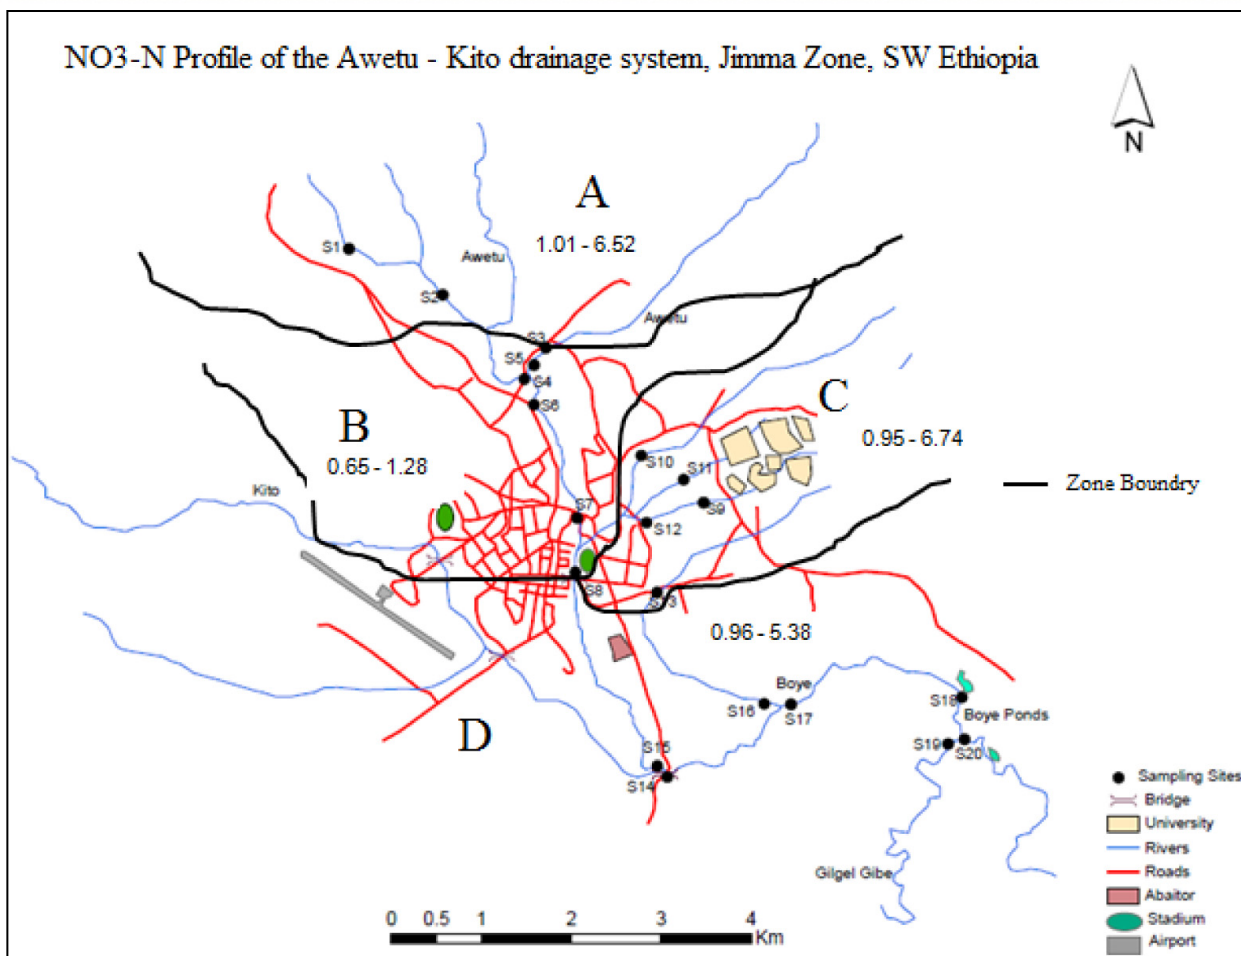 NO3-N Profile of the Awetu - Kito drainage system, Jimma Zone, SW Ethiopia
N
A
1.01 - 6.52
S1
Awetu
S2
Awetu
S3
S5
S4
S6
B
0.65 - 1.28
C
0.95 - 6.74
S10
S11
S9
S12
S7
Kito
Zone Boundry
S8
S13
0.96 - 5.38
D
Boye
S16
S17
S18
Boye Ponds
S19
S20
S15
S14
Gilgel Gibe
Sampling Sites
Bridge
University
Rivers
Roads
Abaitor
Stadium
Airport
0 0.5 1 2 3 4
Km